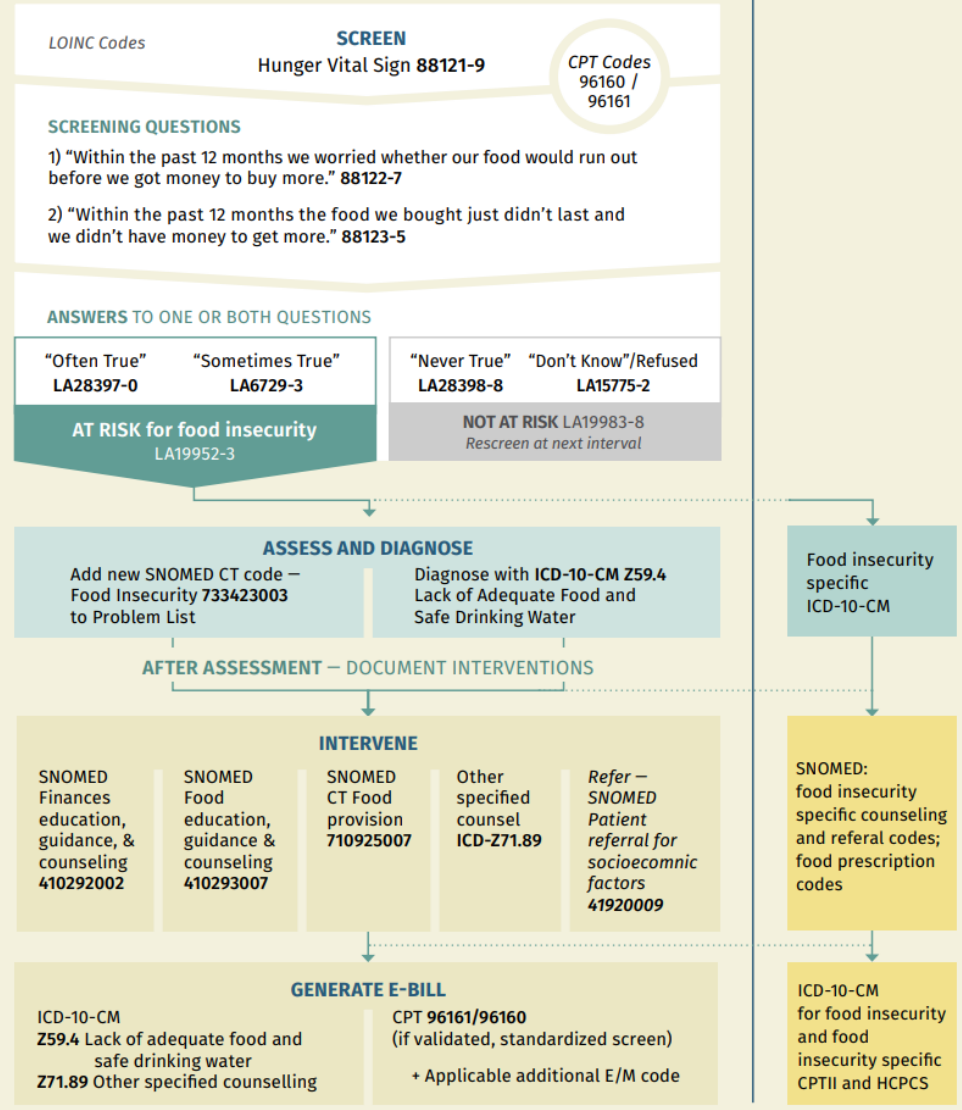 LOINC Codes
SCREEN
Hunger Vital Sign 88121-9
CPT Codes
96160 /
96161
SCREENING QUESTIONS
1) “Within the past 12 months we worried whether our food would run out
before we got money to buy more.” 88122-7
2) “Within the past 12 months the food we bought just didn’t last and
we didn’t have money to get more.” 88123-5
ANSWERS TO ONE OR BOTH QUESTIONS
“Often True”
LA28397-0
“Sometimes True”
LA6729-3
“Never True”
LA28398-8
“Don’t Know”/Refused
LA15775-2
AT RISK for food insecurity
LA19952-3
NOT AT RISK LA19983-8
Rescreen at next interval
ASSESS AND DIAGNOSE
Add new SNOMED CT code —
Food Insecurity 733423003
to Problem List
Diagnose with ICD-10-CM Z59.4
Lack of Adequate Food and
Safe Drinking Water
Food insecurity
specific
ICD-10-CM
AFTER ASSESSMENT — DOCUMENT INTERVENTIONS
INTERVENE
SNOMED
Finances
education,
guidance, &
counseling
410292002
SNOMED
Food
education,
guidance &
counseling
410293007
SNOMED
CT Food
provision
710925007
Other
specified
counsel
ICD-Z71.89
Refer —
SNOMED
Patient
referral for
socioecomnic
factors
41920009
SNOMED:
food insecurity
specific counseling
and referal codes;
food prescription
codes
GENERATE E-BILL
ICD-10-CM
Z59.4 Lack of adequate food and
safe drinking water
Z71.89 Other specified counselling
CPT 96161/96160
(if validated, standardized screen)
+ Applicable additional E/M code
ICD-10-CM
for food insecurity
and food
insecurity specific
CPTII and HCPCS